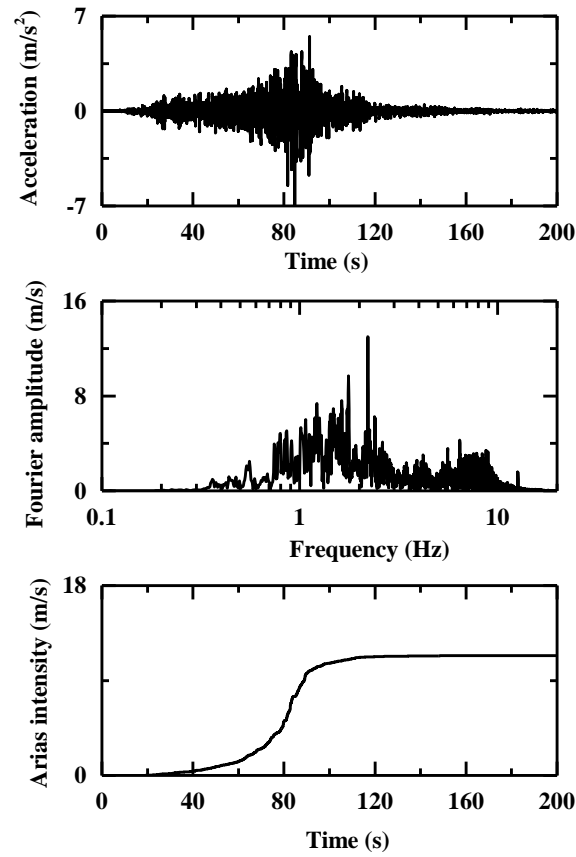 7
Acceleration (m/s²)
0
-7
0 40 80 120 160 200
Time (s)
16
Fourier amplitude (m/s)
8
0
0.1 1 10
Frequency (Hz)
18
Arias intensity (m/s)
0
0 40 80 120 160 200
Time (s)